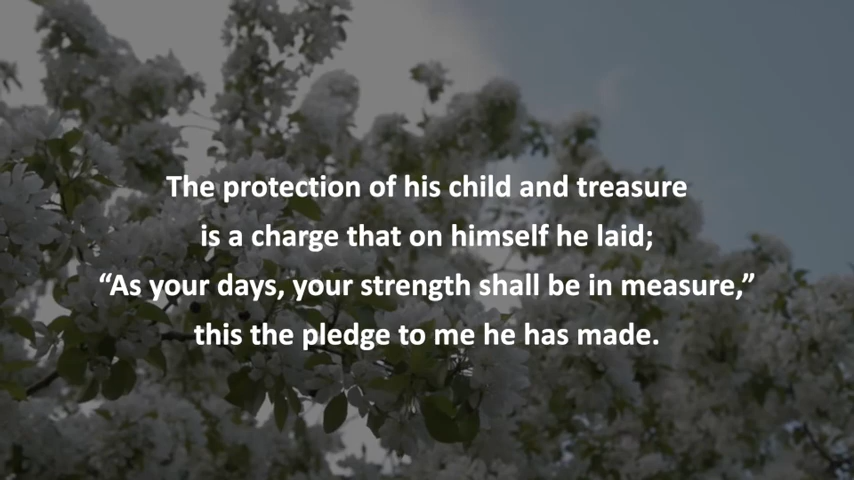 The protection of his child and treasure
is a charge that on himself he laid;
“As your days, your strength shall be in measure,”
this the pledge to me he has made.